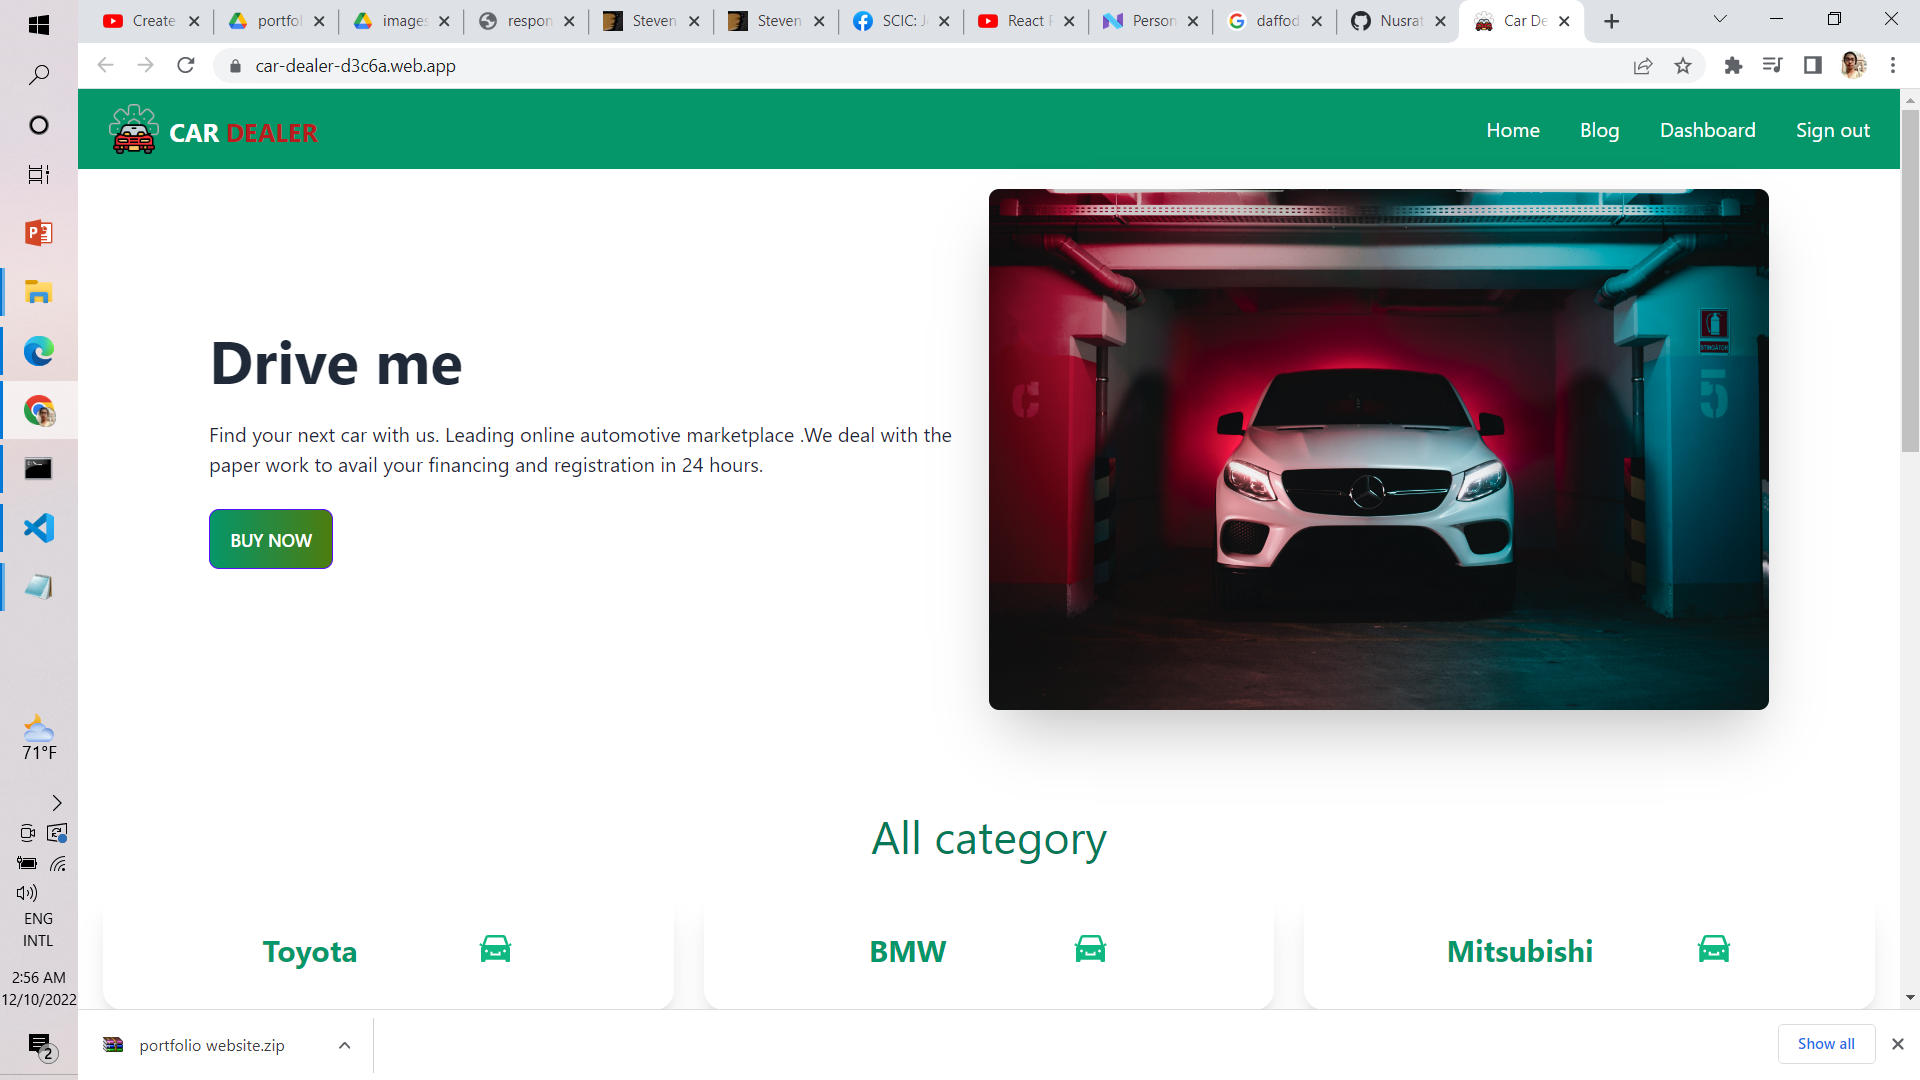 Create
portfol
images
respon
Steven
Steven
SCIC: J
React P
Person
daffod
Nusrat
Car De
car-dealer-d3c6a.web.app
CAR DEALER
Home
Blog
Dashboard
Sign out
Drive me
Find your next car with us. Leading online automotive marketplace .We deal with the
paper work to avail your financing and registration in 24 hours.
BUY NOW
STINGATOR
C
5
All category
Toyota
BMW
Mitsubishi
71°F
ENG
INTL
2:56 AM
12/10/2022
2
portfolio website.zip
Show all